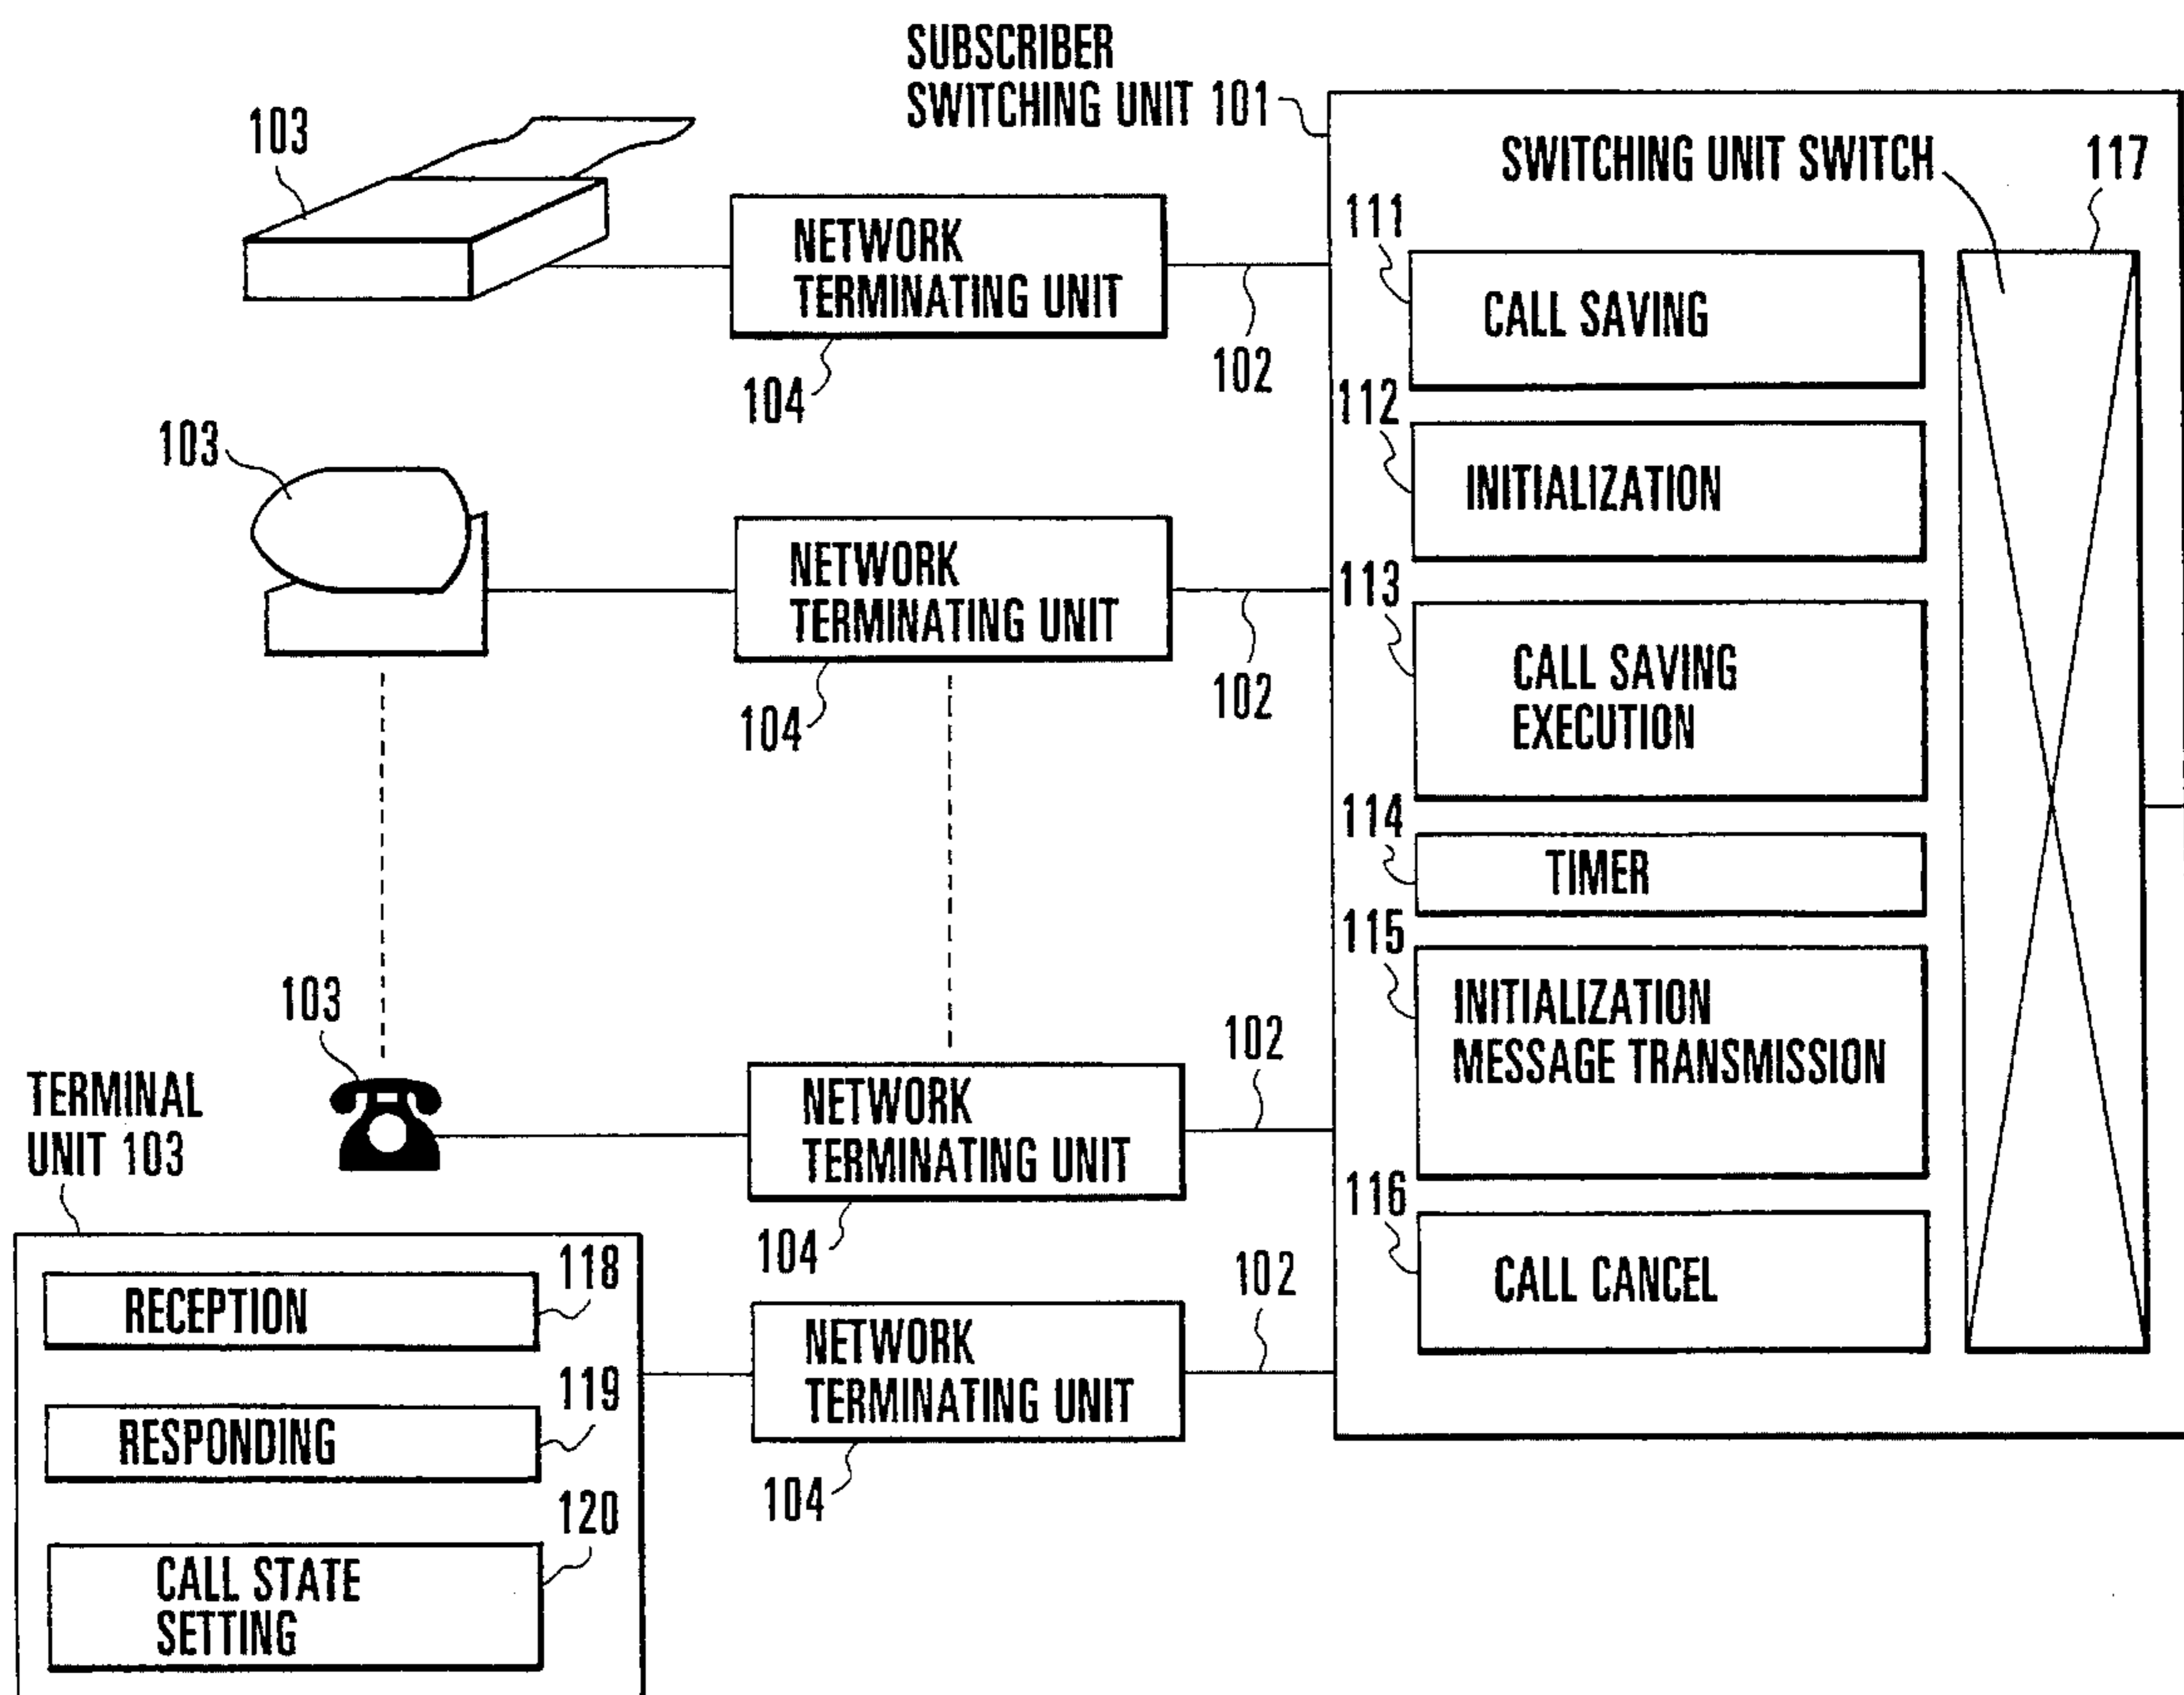 SUBSCRIBER
SWITCHING UNIT 101
103
SWITCHING UNIT SWITCH
117
NETWORK
TERMINATING UNIT
104
102
111
CALL SAVING
112
INITIALIZATION
103
NETWORK
TERMINATING UNIT
104
102
113
CALL SAVING
EXECUTION
114
TIMER
115
INITIALIZATION
MESSAGE TRANSMISSION
103
NETWORK
TERMINATING UNIT
104
102
116
CALL CANCEL
TERMINAL
UNIT 103
118
RECEPTION
119
RESPONDING
120
CALL STATE
SETTING
NETWORK
TERMINATING UNIT
104
102